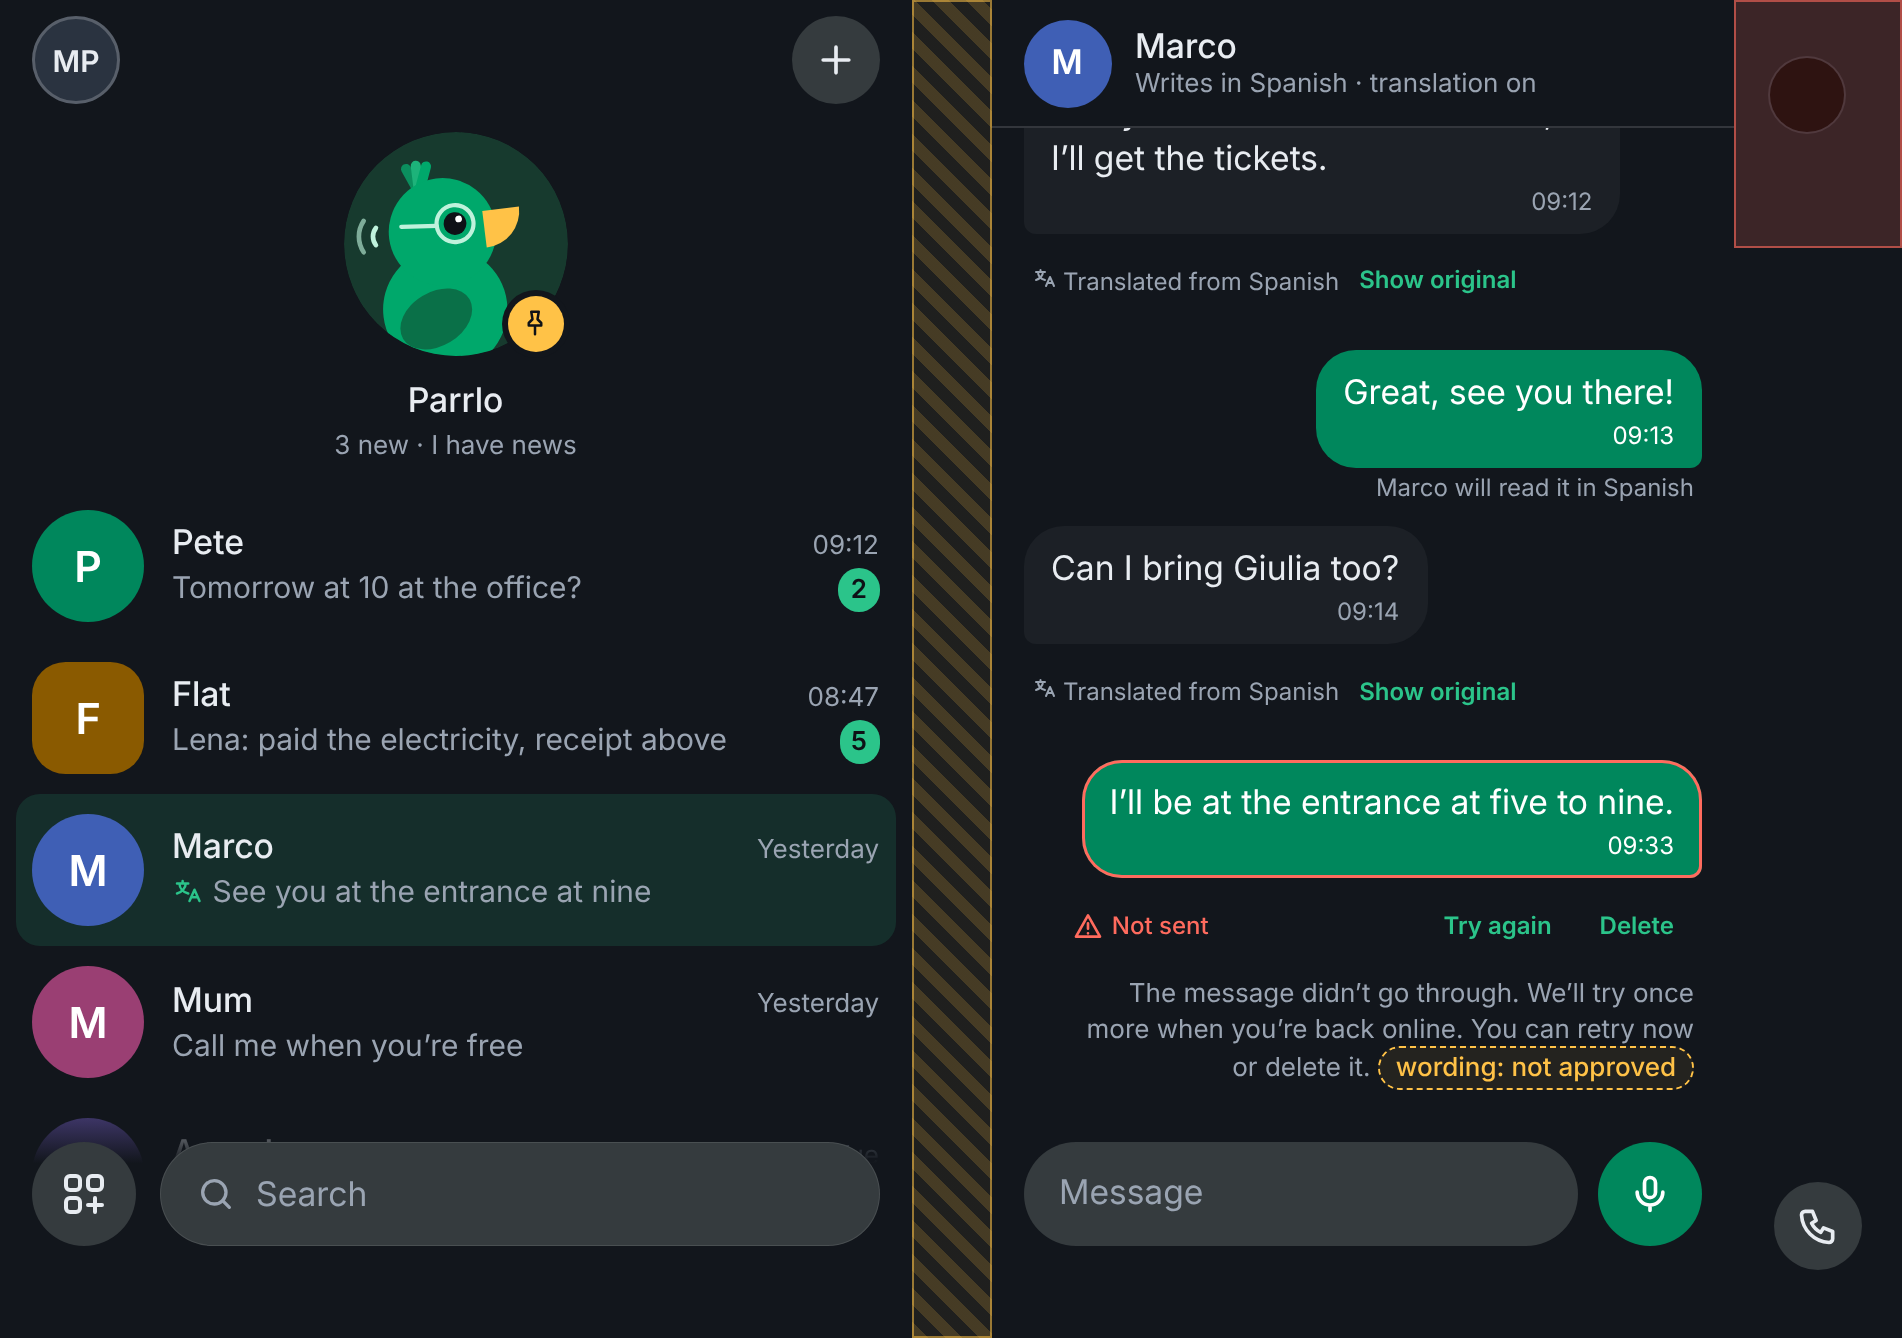 MP
Parrlo
3 new · I have news
P
Pete
09:12
Tomorrow at 10 at the office?
2
F
Flat
08:47
Lena: paid the electricity, receipt above
5
M
Marco
Yesterday
See you at the entrance at nine
M
Mum
Yesterday
Call me when you’re free
Search
M
Marco
Writes in Spanish · translation on
I’ll get the tickets.
09:12
Translated from Spanish Show original
Great, see you there!
09:13
Marco will read it in Spanish
Can I bring Giulia too?
09:14
Translated from Spanish Show original
I’ll be at the entrance at five to nine.
09:33
Not sent Try again Delete
The message didn’t go through. We’ll try once
more when you’re back online. You can retry now
or delete it. wording: not approved
Message